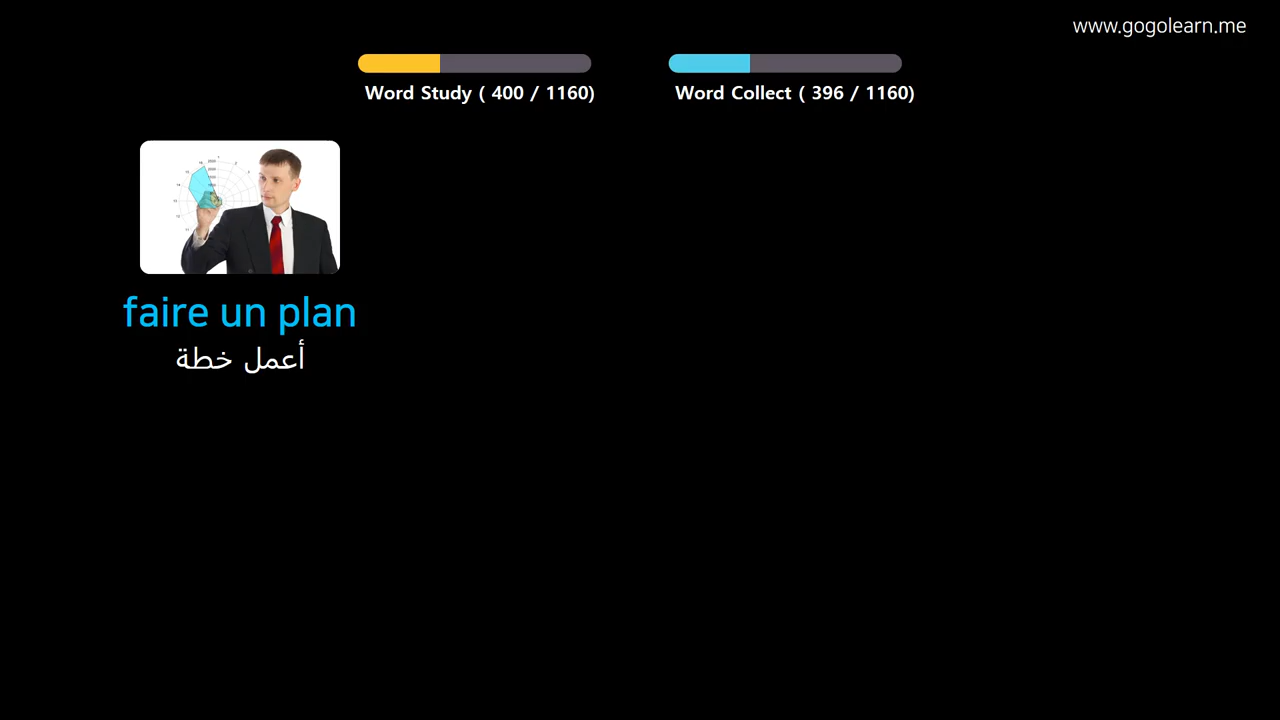 www.gogolearn.me
Word Study ( 400 / 1160)
Word Collect ( 396 / 1160)
faire un plan
أعمل خطة